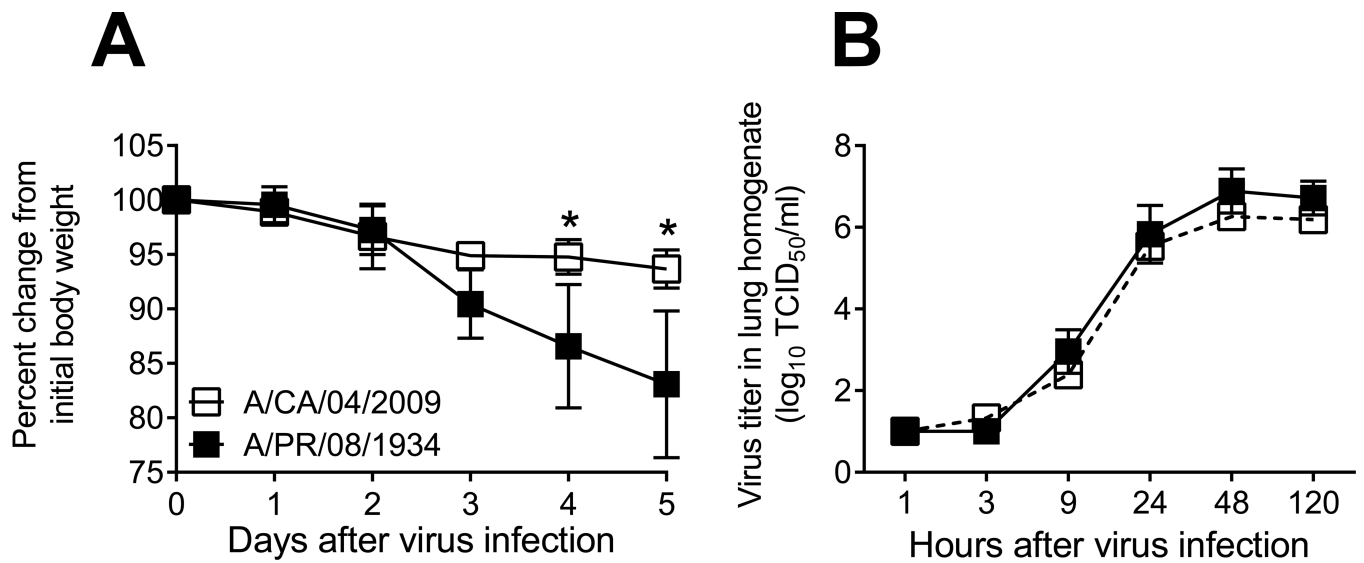 A
Percent change from
initial body weight
105
100
95
90
85
80
75
*
*
A/CA/04/2009
A/PR/08/1934
0 1 2 3 4 5
Days after virus infection
B
Virus titer in lung homogenate
(log10 TCID50/ml)
8
6
4
2
0
1 3 9 24 48 120
Hours after virus infection